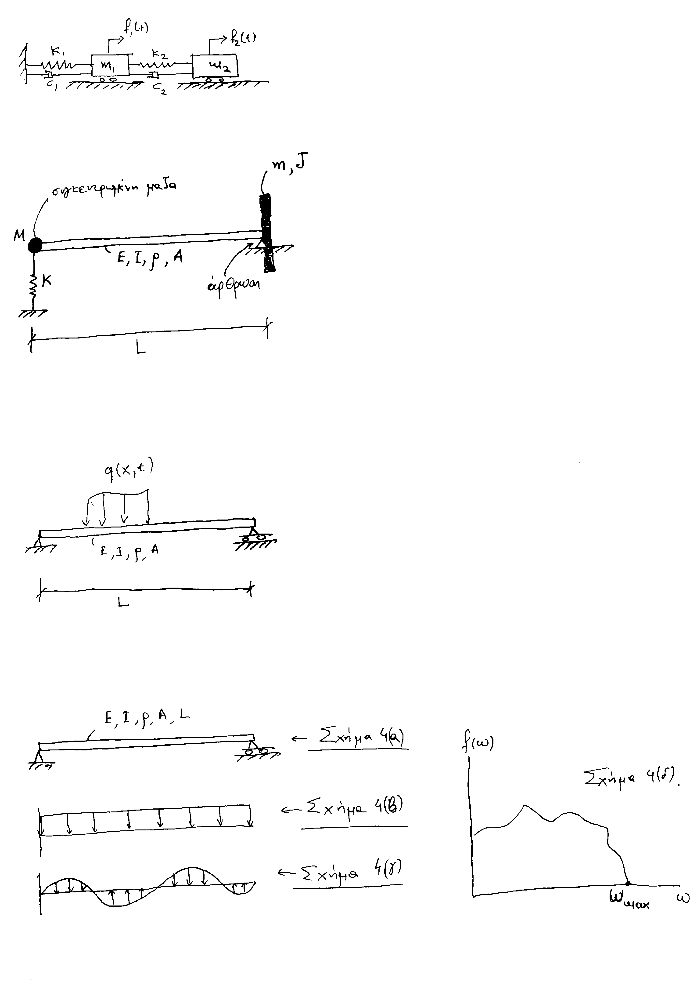 f₁(t)
f₂(t)
K₁
m₁
K₂
m₂
c₁
c₂
m, J
συγκεντρωμένη μαζα
M
E, I, ρ, A
K
άρθρωση
L
q(x,t)
E, I, ρ, A
L
E, I, ρ, A, L
← Σχήμα 4(α)
f(ω)
Σχήμα 4(δ).
← Σχήμα 4(β)
← Σχήμα 4(γ)
ωmax
ω